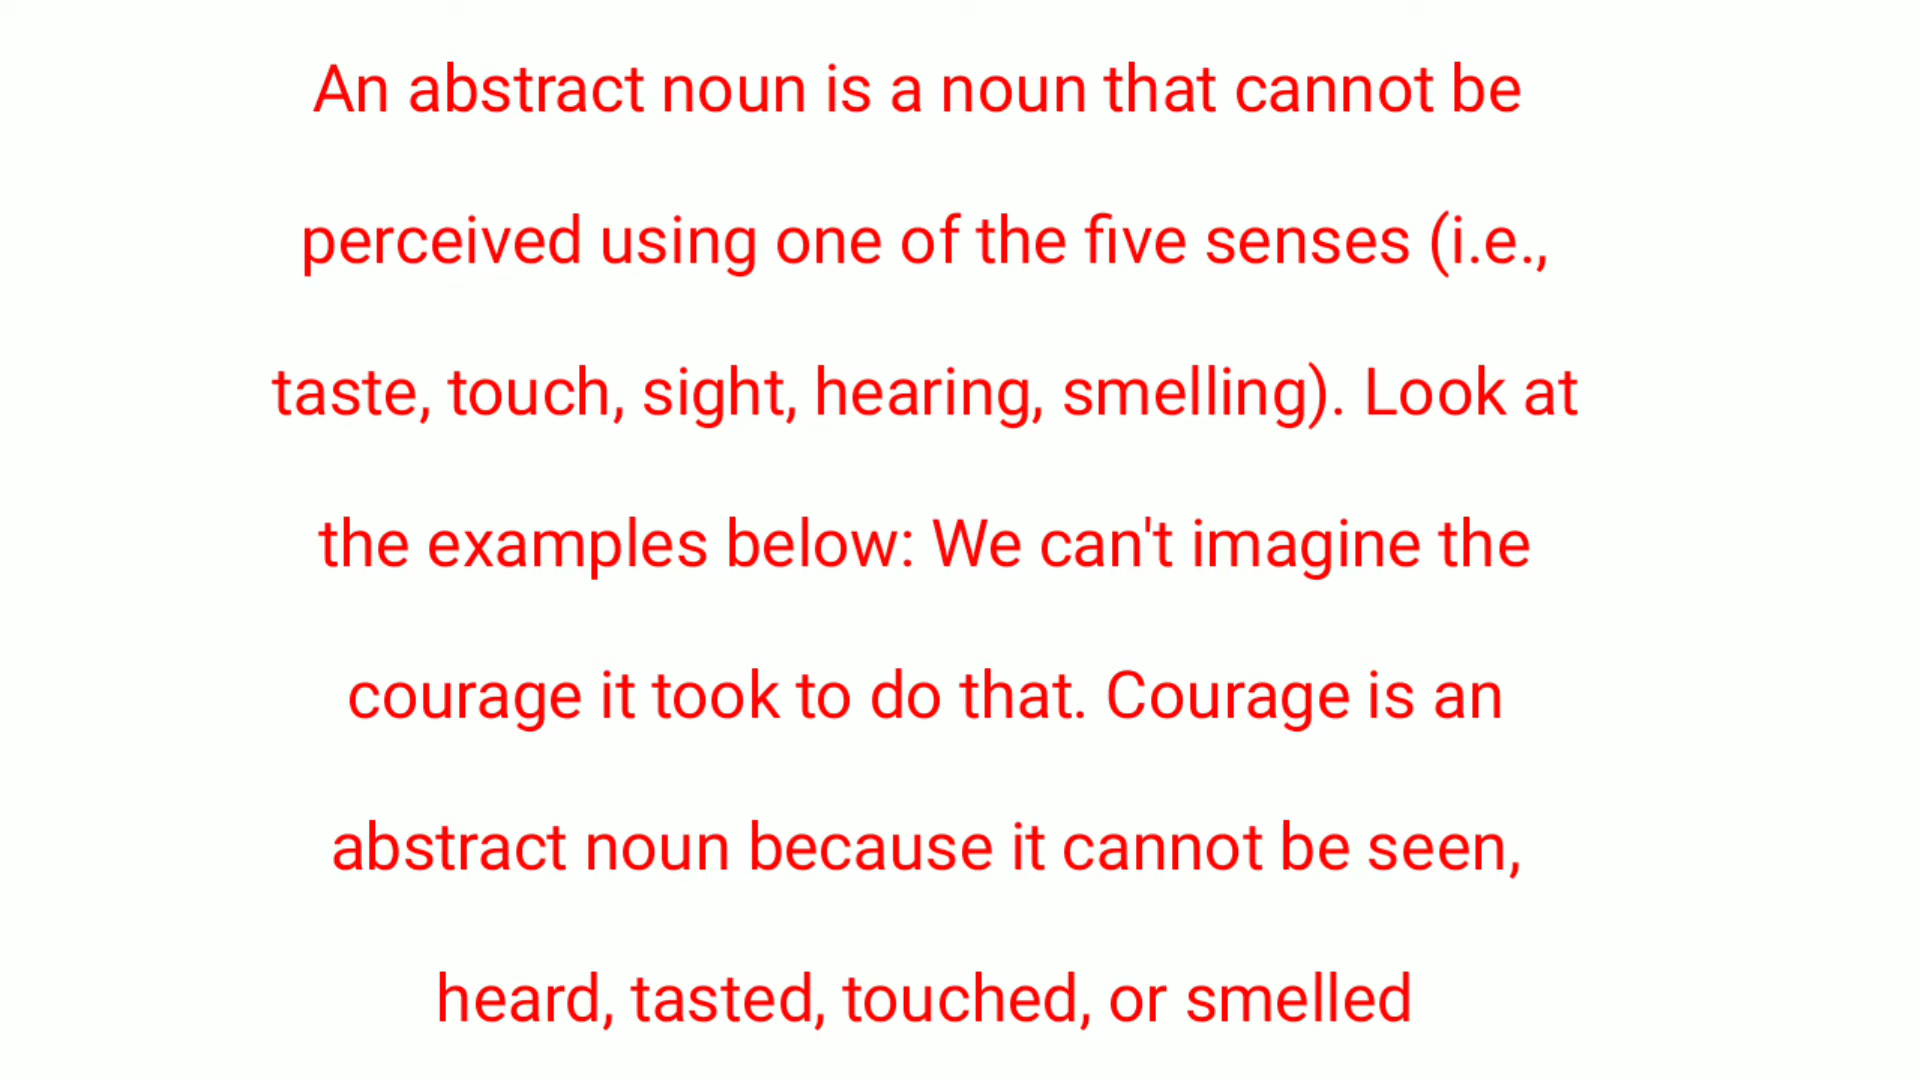 An abstract noun is a noun that cannot be
perceived using one of the five senses (i.e.,
taste, touch, sight, hearing, smelling). Look at
the examples below: We can't imagine the
courage it took to do that. Courage is an
abstract noun because it cannot be seen,
heard, tasted, touched, or smelled